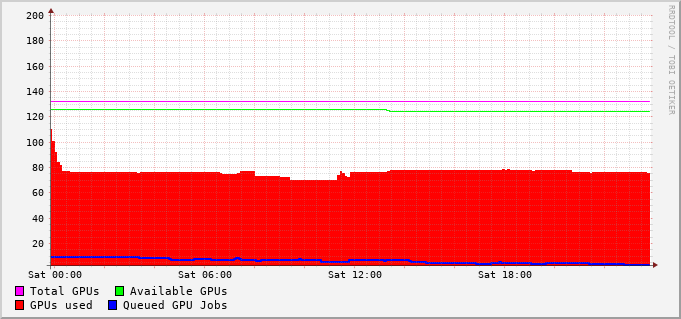 200
180
160
140
120
100
80
60
40
20
Sat 00:00 Sat 06:00 Sat 12:00 Sat 18:00
Total GPUs Available GPUs
GPUs used Queued GPU Jobs
RRDTOOL / TOBI OETIKER